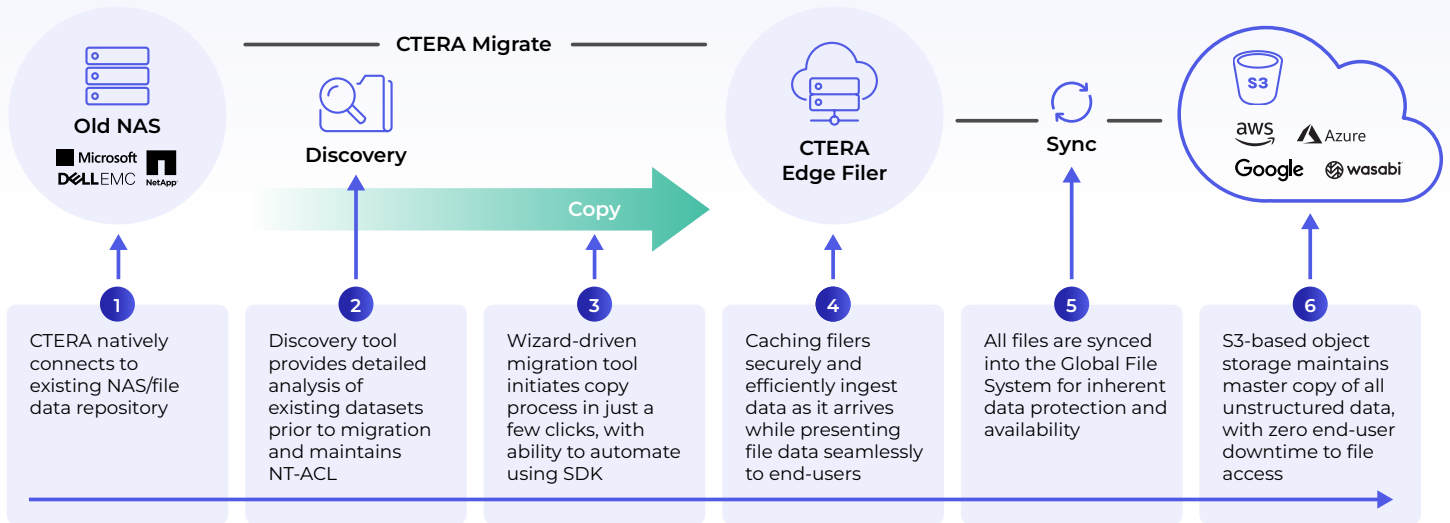 CTERA Migrate
Old NAS
Microsoft
DELLEMC
NetApp
Discovery
Copy
CTERA
Edge Filer
Sync
S3
aws
Azure
Google
wasabi
1
CTERA natively
connects to
existing NAS/file
data repository
2
Discovery tool
provides detailed
analysis of
existing datasets
prior to migration
and maintains
NT-ACL
3
Wizard-driven
migration tool
initiates copy
process in just a
few clicks, with
ability to automate
using SDK
4
Caching filers
securely and
efficiently ingest
data as it arrives
while presenting
file data seamlessly
to end-users
5
All files are synced
into the Global File
System for inherent
data protection and
availability
6
S3-based object
storage maintains
master copy of all
unstructured data,
with zero end-user
downtime to file
access